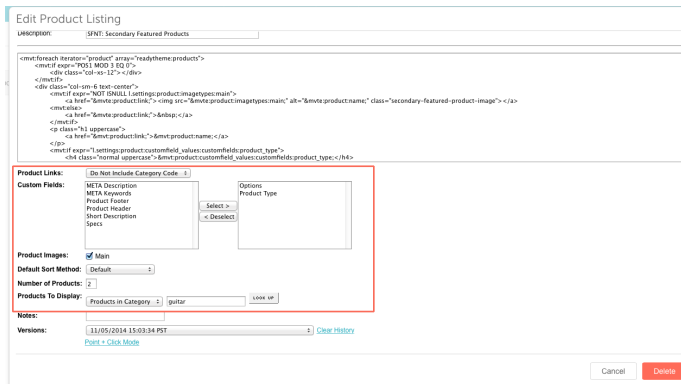 Edit Product Listing
Description: SFNT: Secondary Featured Products
<mvt:foreach iterator="product" array="readytheme:products">
<mvt:if expr="POS1 MOD 3 EQ 0">
<div class="col-xs-12"></div>
</mvt:if>
<div class="col-sm-6 text-center">
<mvt:if expr="NOT ISNULL l.settings:product:imagetypes:main">
<a href="&mvte:product:link;"> <img src="&mvte:product:imagetypes:main;" alt="&mvte:product:name;" class="secondary-featured-product-image"></a>
<mvt:else>
<a href="&mvte:product:link;">&nbsp;</a>
</mvt:if>
<p class="h1 uppercase">
<a href="&mvte:product:link;">&mvt:product:name;</a>
</p>
<mvt:if expr="l.settings:product:customfield_values:customfields:product_type">
<h4 class="normal uppercase">&mvt:product:customfield_values:customfields:product_type;</h4>
Product Links: Do Not Include Category Code
Custom Fields:
META Description
META Keywords
Product Footer
Product Header
Short Description
Specs
Select >
< Deselect
Options
Product Type
Product Images: Main
Default Sort Method: Default
Number of Products: 2
Products To Display: Products in Category guitar LOOK UP
Notes:
Versions: 11/05/2014 15:03:34 PST Clear History
Point + Click Mode
Cancel Delete